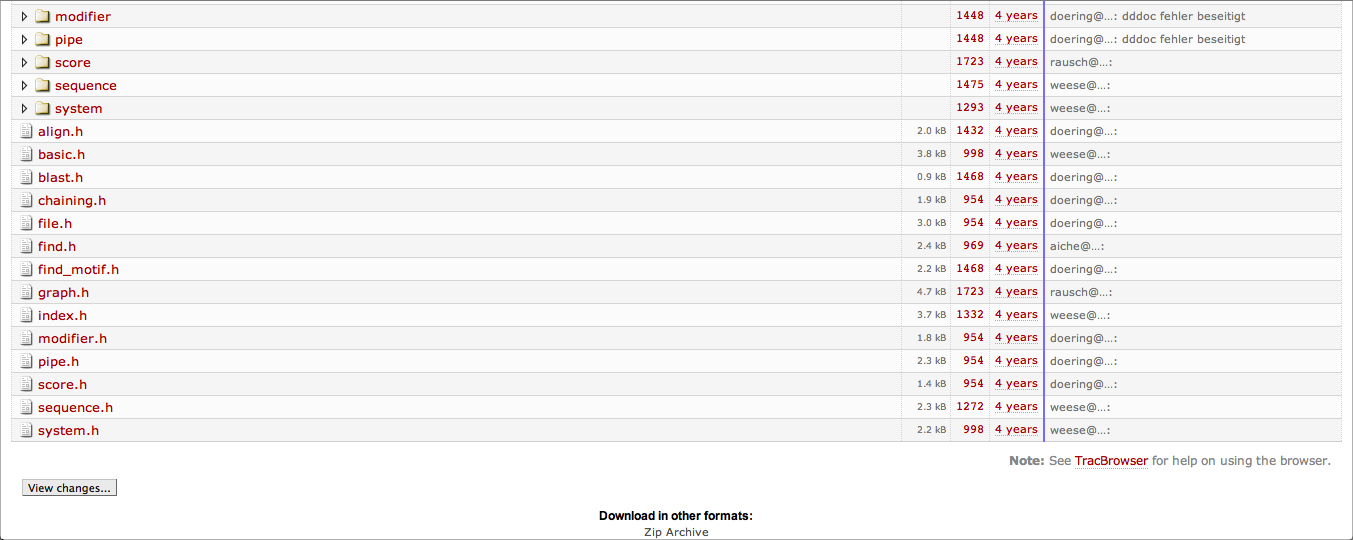 modifier 1448 4 years doering@…: dddoc fehler beseitigt
pipe 1448 4 years doering@…: dddoc fehler beseitigt
score 1723 4 years rausch@…:
sequence 1475 4 years weese@…:
system 1293 4 years weese@…:
align.h 2.0 kB 1432 4 years doering@…:
basic.h 3.8 kB 998 4 years weese@…:
blast.h 0.9 kB 1468 4 years doering@…:
chaining.h 1.9 kB 954 4 years doering@…:
file.h 3.0 kB 954 4 years doering@…:
find.h 2.4 kB 969 4 years aiche@…:
find_motif.h 2.2 kB 1468 4 years doering@…:
graph.h 4.7 kB 1723 4 years rausch@…:
index.h 3.7 kB 1332 4 years weese@…:
modifier.h 1.8 kB 954 4 years doering@…:
pipe.h 2.3 kB 954 4 years doering@…:
score.h 1.4 kB 954 4 years doering@…:
sequence.h 2.3 kB 1272 4 years weese@…:
system.h 2.2 kB 998 4 years weese@…:
Note: See TracBrowser for help on using the browser.
View changes...
Download in other formats:
Zip Archive